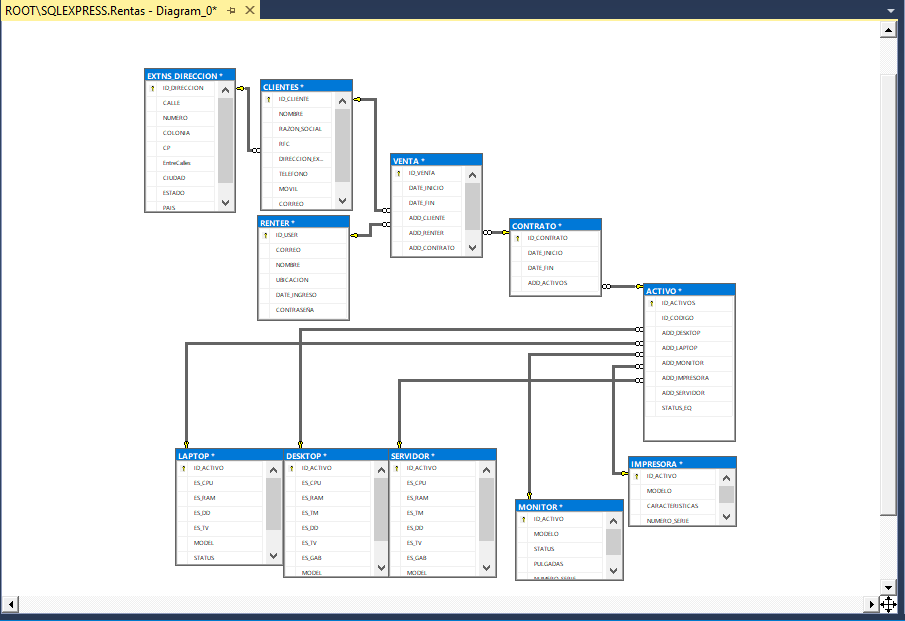 ROOT\SQLEXPRESS.Rentas - Diagram_0*
EXTNS_DIRECCION *
ID_DIRECCION
CALLE
NUMERO
COLONIA
CP
EntreCalles
CIUDAD
ESTADO
PAIS
CLIENTES *
ID_CLIENTE
NOMBRE
RAZON_SOCIAL
RFC
DIRECCION_EX...
TELEFONO
MOVIL
CORREO
VENTA *
ID_VENTA
DATE_INICIO
DATE_FIN
ADD_CLIENTE
ADD_RENTER
ADD_CONTRATO
RENTER *
ID_USER
CORREO
NOMBRE
UBICACION
DATE_INGRESO
CONTRASEÑA
CONTRATO *
ID_CONTRATO
DATE_INICIO
DATE_FIN
ADD_ACTIVOS
ACTIVO *
ID_ACTIVOS
ID_CODIGO
ADD_DESKTOP
ADD_LAPTOP
ADD_MONITOR
ADD_IMPRESORA
ADD_SERVIDOR
STATUS_EQ
LAPTOP *
ID_ACTIVO
ES_CPU
ES_RAM
ES_DD
ES_TV
MODEL
STATUS
DESKTOP *
ID_ACTIVO
ES_CPU
ES_RAM
ES_TM
ES_DD
ES_TV
ES_GAB
MODEL
SERVIDOR *
ID_ACTIVO
ES_CPU
ES_RAM
ES_TM
ES_DD
ES_TV
ES_GAB
MODEL
MONITOR *
ID_ACTIVO
MODELO
STATUS
PULGADAS
NUMERO_SERIE
IMPRESORA *
ID_ACTIVO
MODELO
CARACTERISTICAS
NUMERO_SERIE